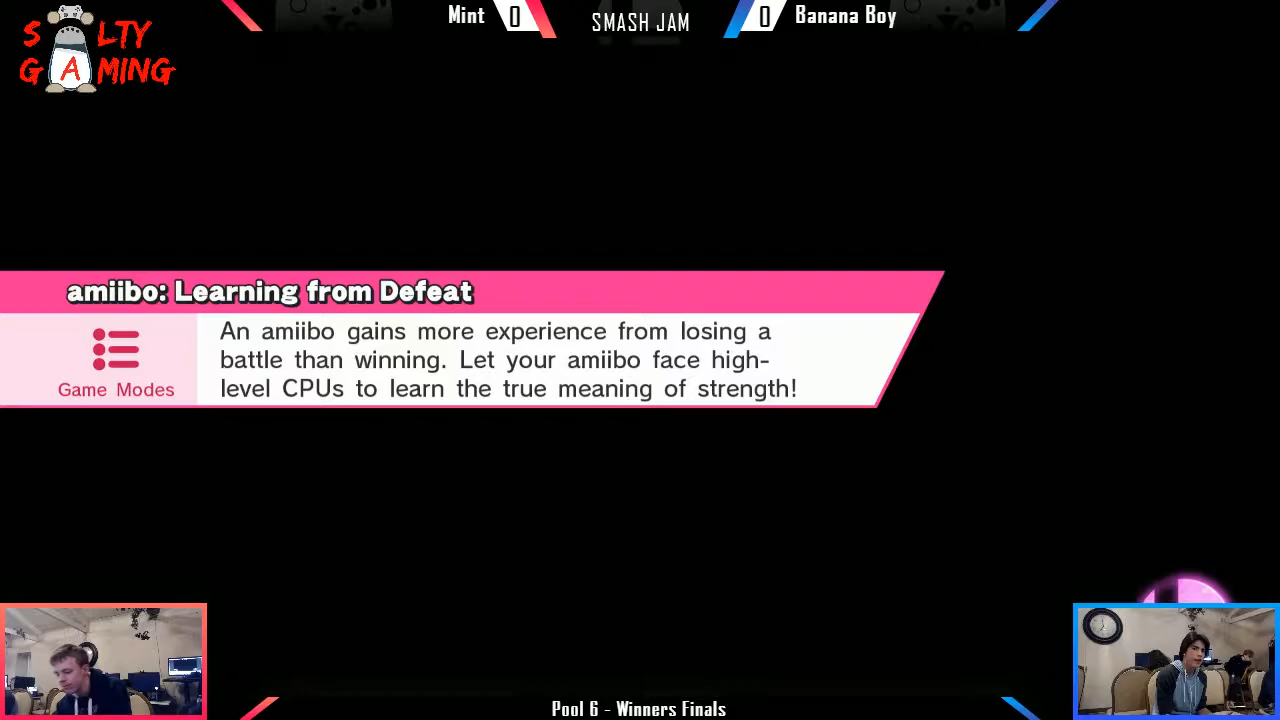 Mint 0 SMASH JAM 0 Banana Boy
S LTY
GAMING
amiibo: Learning from Defeat
An amiibo gains more experience from losing a
battle than winning. Let your amiibo face high-
level CPUs to learn the true meaning of strength!
Game Modes
Pool 6 - Winners Finals